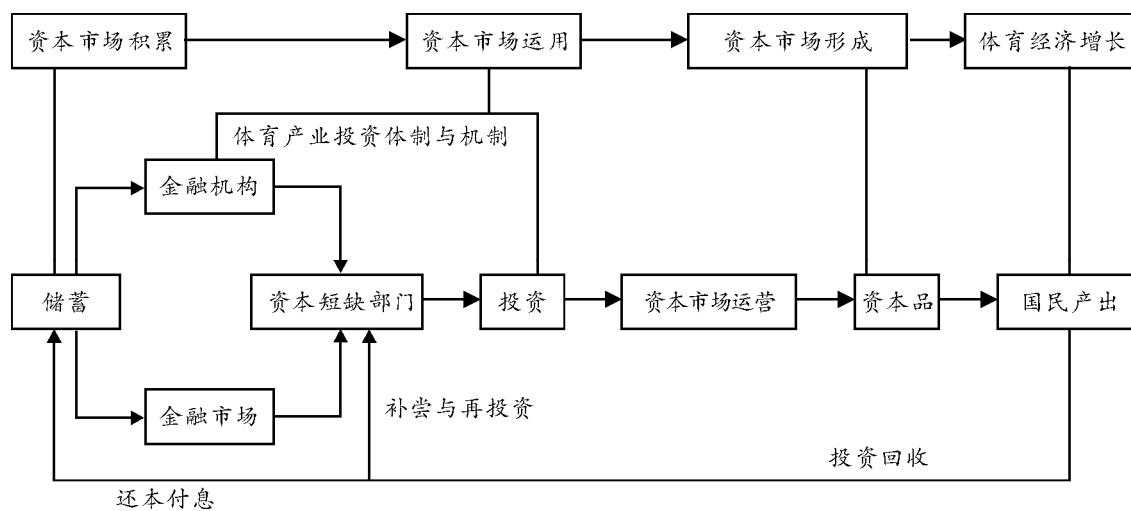 资本市场积累
资本市场运用
资本市场形成
体育经济增长
体育产业投资体制与机制
金融机构
储蓄
资本短缺部门
投资
资本市场运营
资本品
国民产出
金融市场
补尝与再投资
投资回收
还本付息